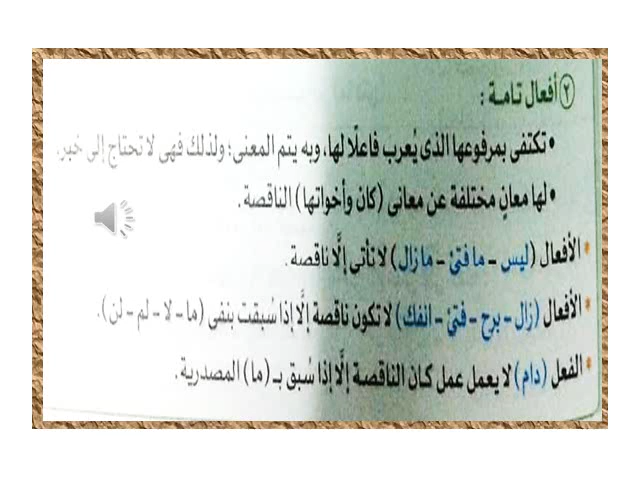 ٢ أفعال تامة :
• تكتفى بمرفوعها الذى يُعرب فاعلًا لها، وبه يتم المعنى؛ ولذلك فهى لا تحتاج إلى خبر.
• لها معانٍ مختلفة عن معانى (كان وأخواتها) الناقصة.
* الأفعال (ليس – ما فتئ – ما زال) لا تأتى إلَّا ناقصة.
* الأفعال (زال – برح – فتئ – انفك) لا تكون ناقصة إلَّا إذا سُبقت بنفى (ما – لا – لم – لن).
* الفعل (دام) لا يعمل عمل كان الناقصة إلَّا إذا سُبق بـ (ما) المصدرية.